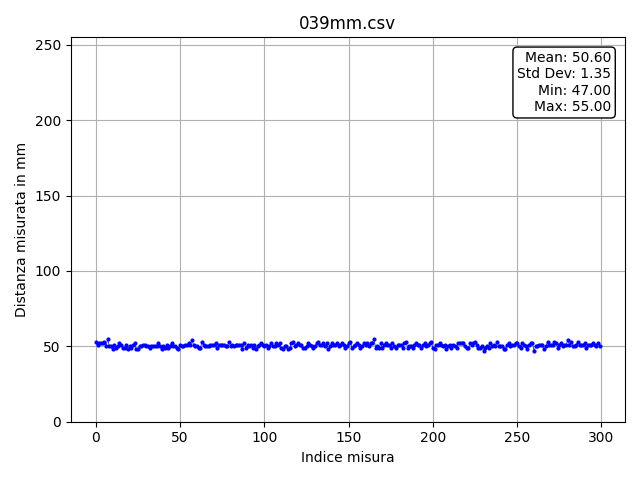 039mm.csv
250
200
150
100
50
0
Distanza misurata in mm
Mean: 50.60
Std Dev: 1.35
Min: 47.00
Max: 55.00
0 50 100 150 200 250 300
Indice misura